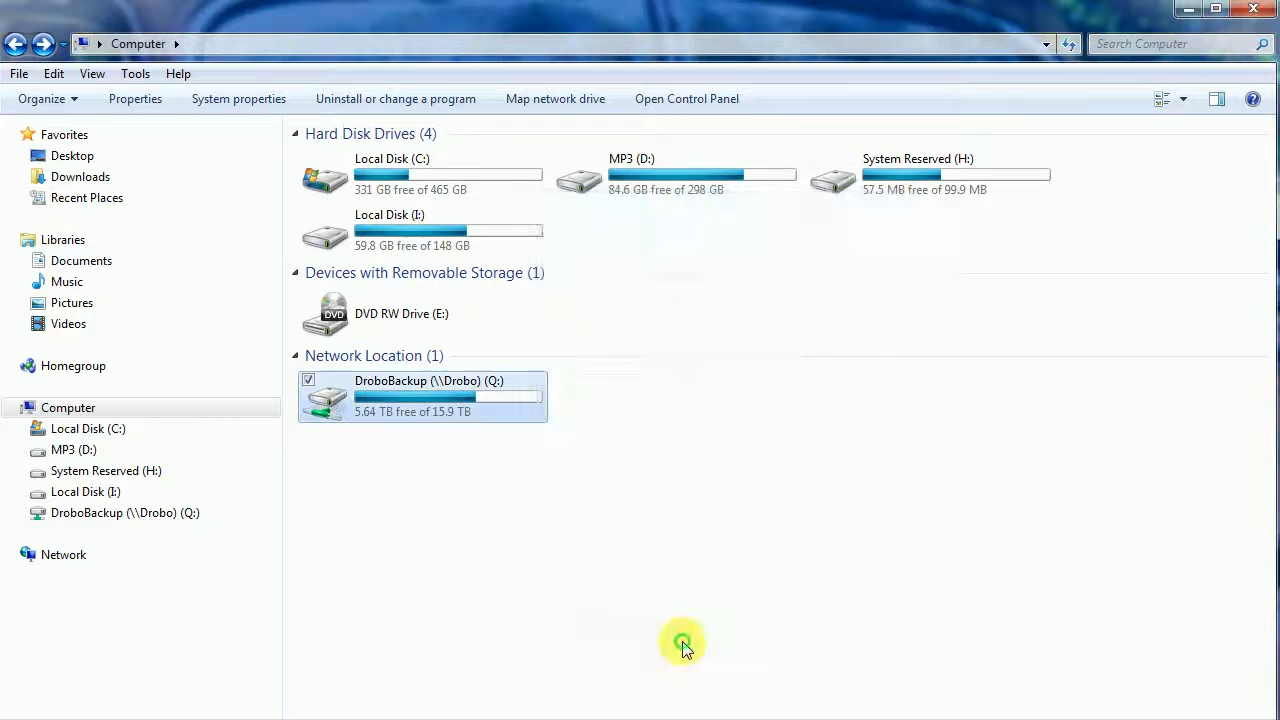 Computer
Search Computer
File Edit View Tools Help
Organize Properties System properties Uninstall or change a program Map network drive Open Control Panel
Favorites
Desktop
Downloads
Recent Places
Libraries
Documents
Music
Pictures
Videos
Homegroup
Computer
Local Disk (C:)
MP3 (D:)
System Reserved (H:)
Local Disk (I:)
DroboBackup (\\Drobo) (Q:)
Network
Hard Disk Drives (4)
Local Disk (C:)
331 GB free of 465 GB
MP3 (D:)
84.6 GB free of 298 GB
System Reserved (H:)
57.5 MB free of 99.9 MB
Local Disk (I:)
59.8 GB free of 148 GB
Devices with Removable Storage (1)
DVD
DVD RW Drive (E:)
Network Location (1)
DroboBackup (\\Drobo) (Q:)
5.64 TB free of 15.9 TB